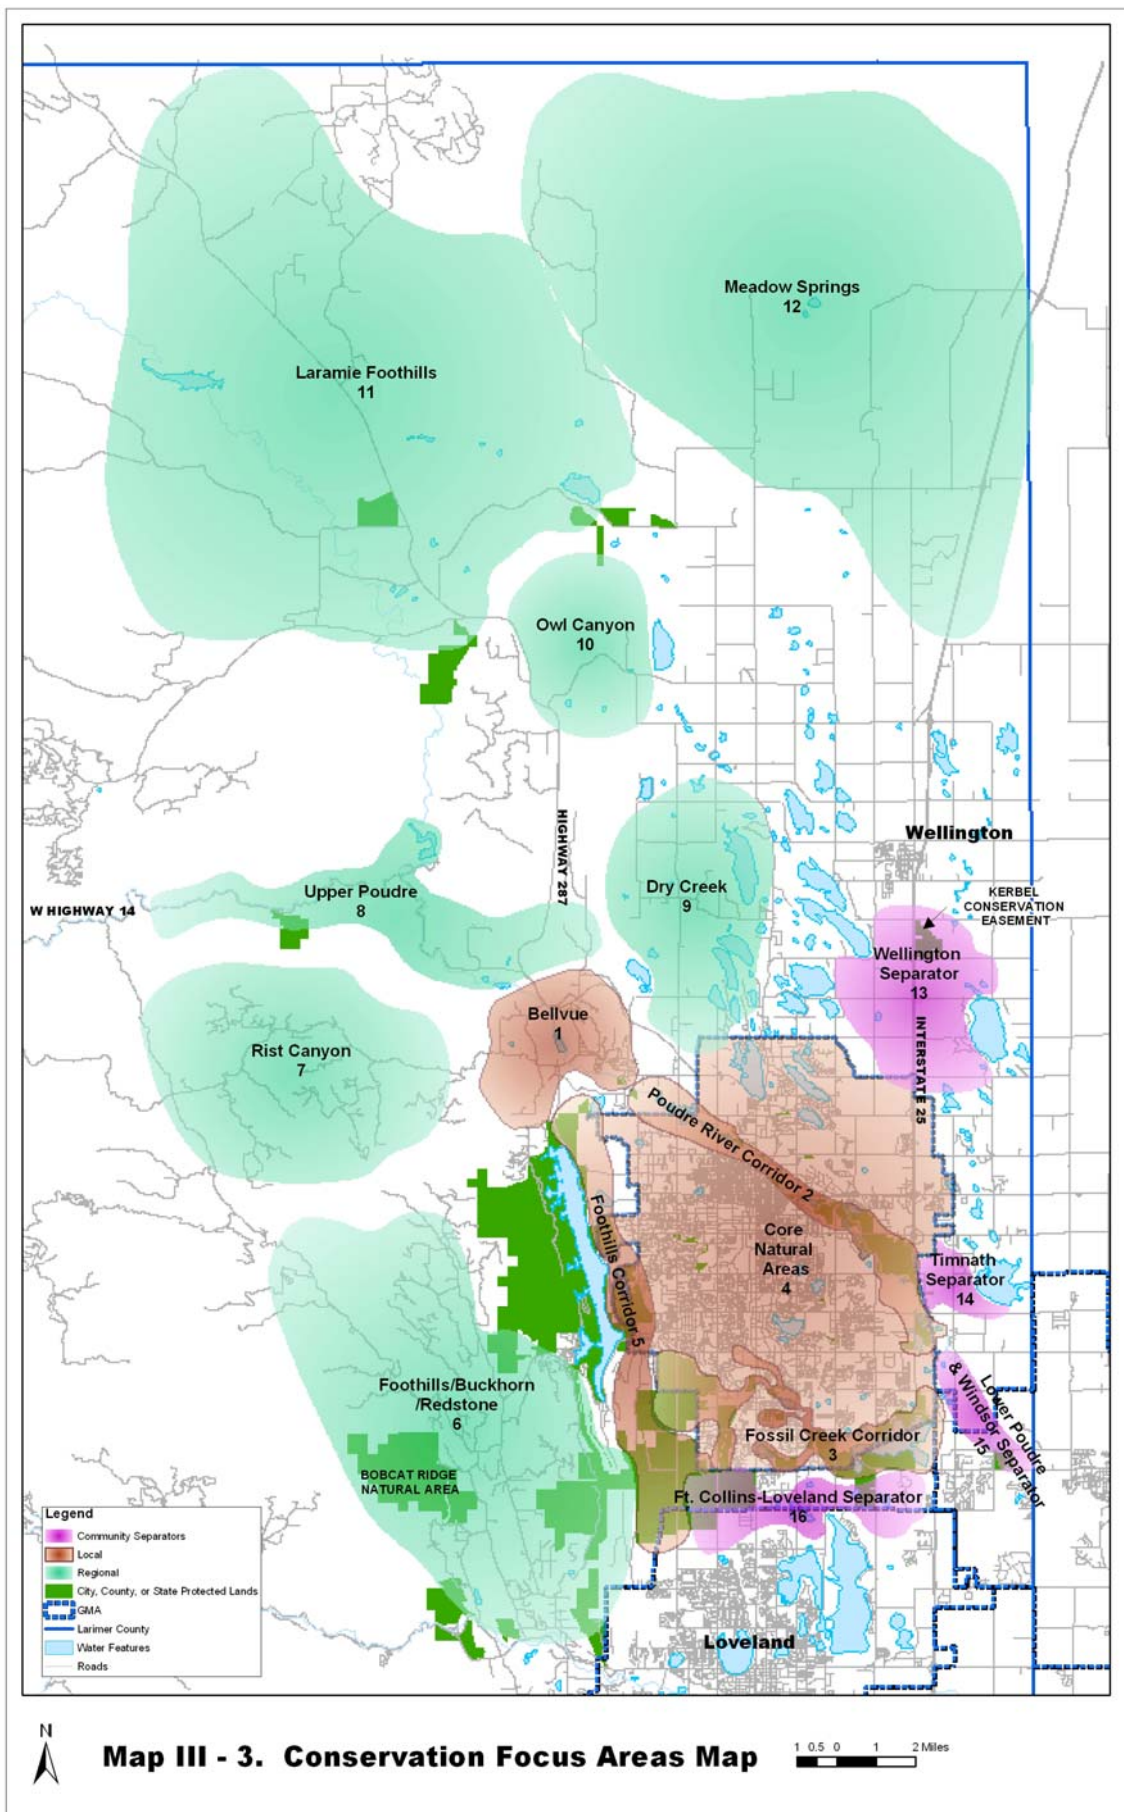 Meadow Springs
12
Laramie Foothills
11
Owl Canyon
10
HIGHWAY 287
Wellington
Upper Poudre
8
Dry Creek
9
W HIGHWAY 14
KERBEL
CONSERVATION
EASEMENT
Wellington
Separator
13
Bellvue
1
Rist Canyon
7
INTERSTATE 25
Poudre River Corridor 2
Foothills Corridor 5
Core
Natural
Areas
4
Timnath
Separator
14
Foothills/Buckhorn
/Redstone
6
Lower Poudre
& Windsor Separator
15
Fossil Creek Corridor
3
BOBCAT RIDGE
NATURAL AREA
Ft. Collins-Loveland Separator
16
Loveland
Legend
Community Separators
Local
Regional
City, County, or State Protected Lands
GMA
Larimer County
Water Features
Roads
N
Map III - 3. Conservation Focus Areas Map
1 0.5 0 1 2 Miles